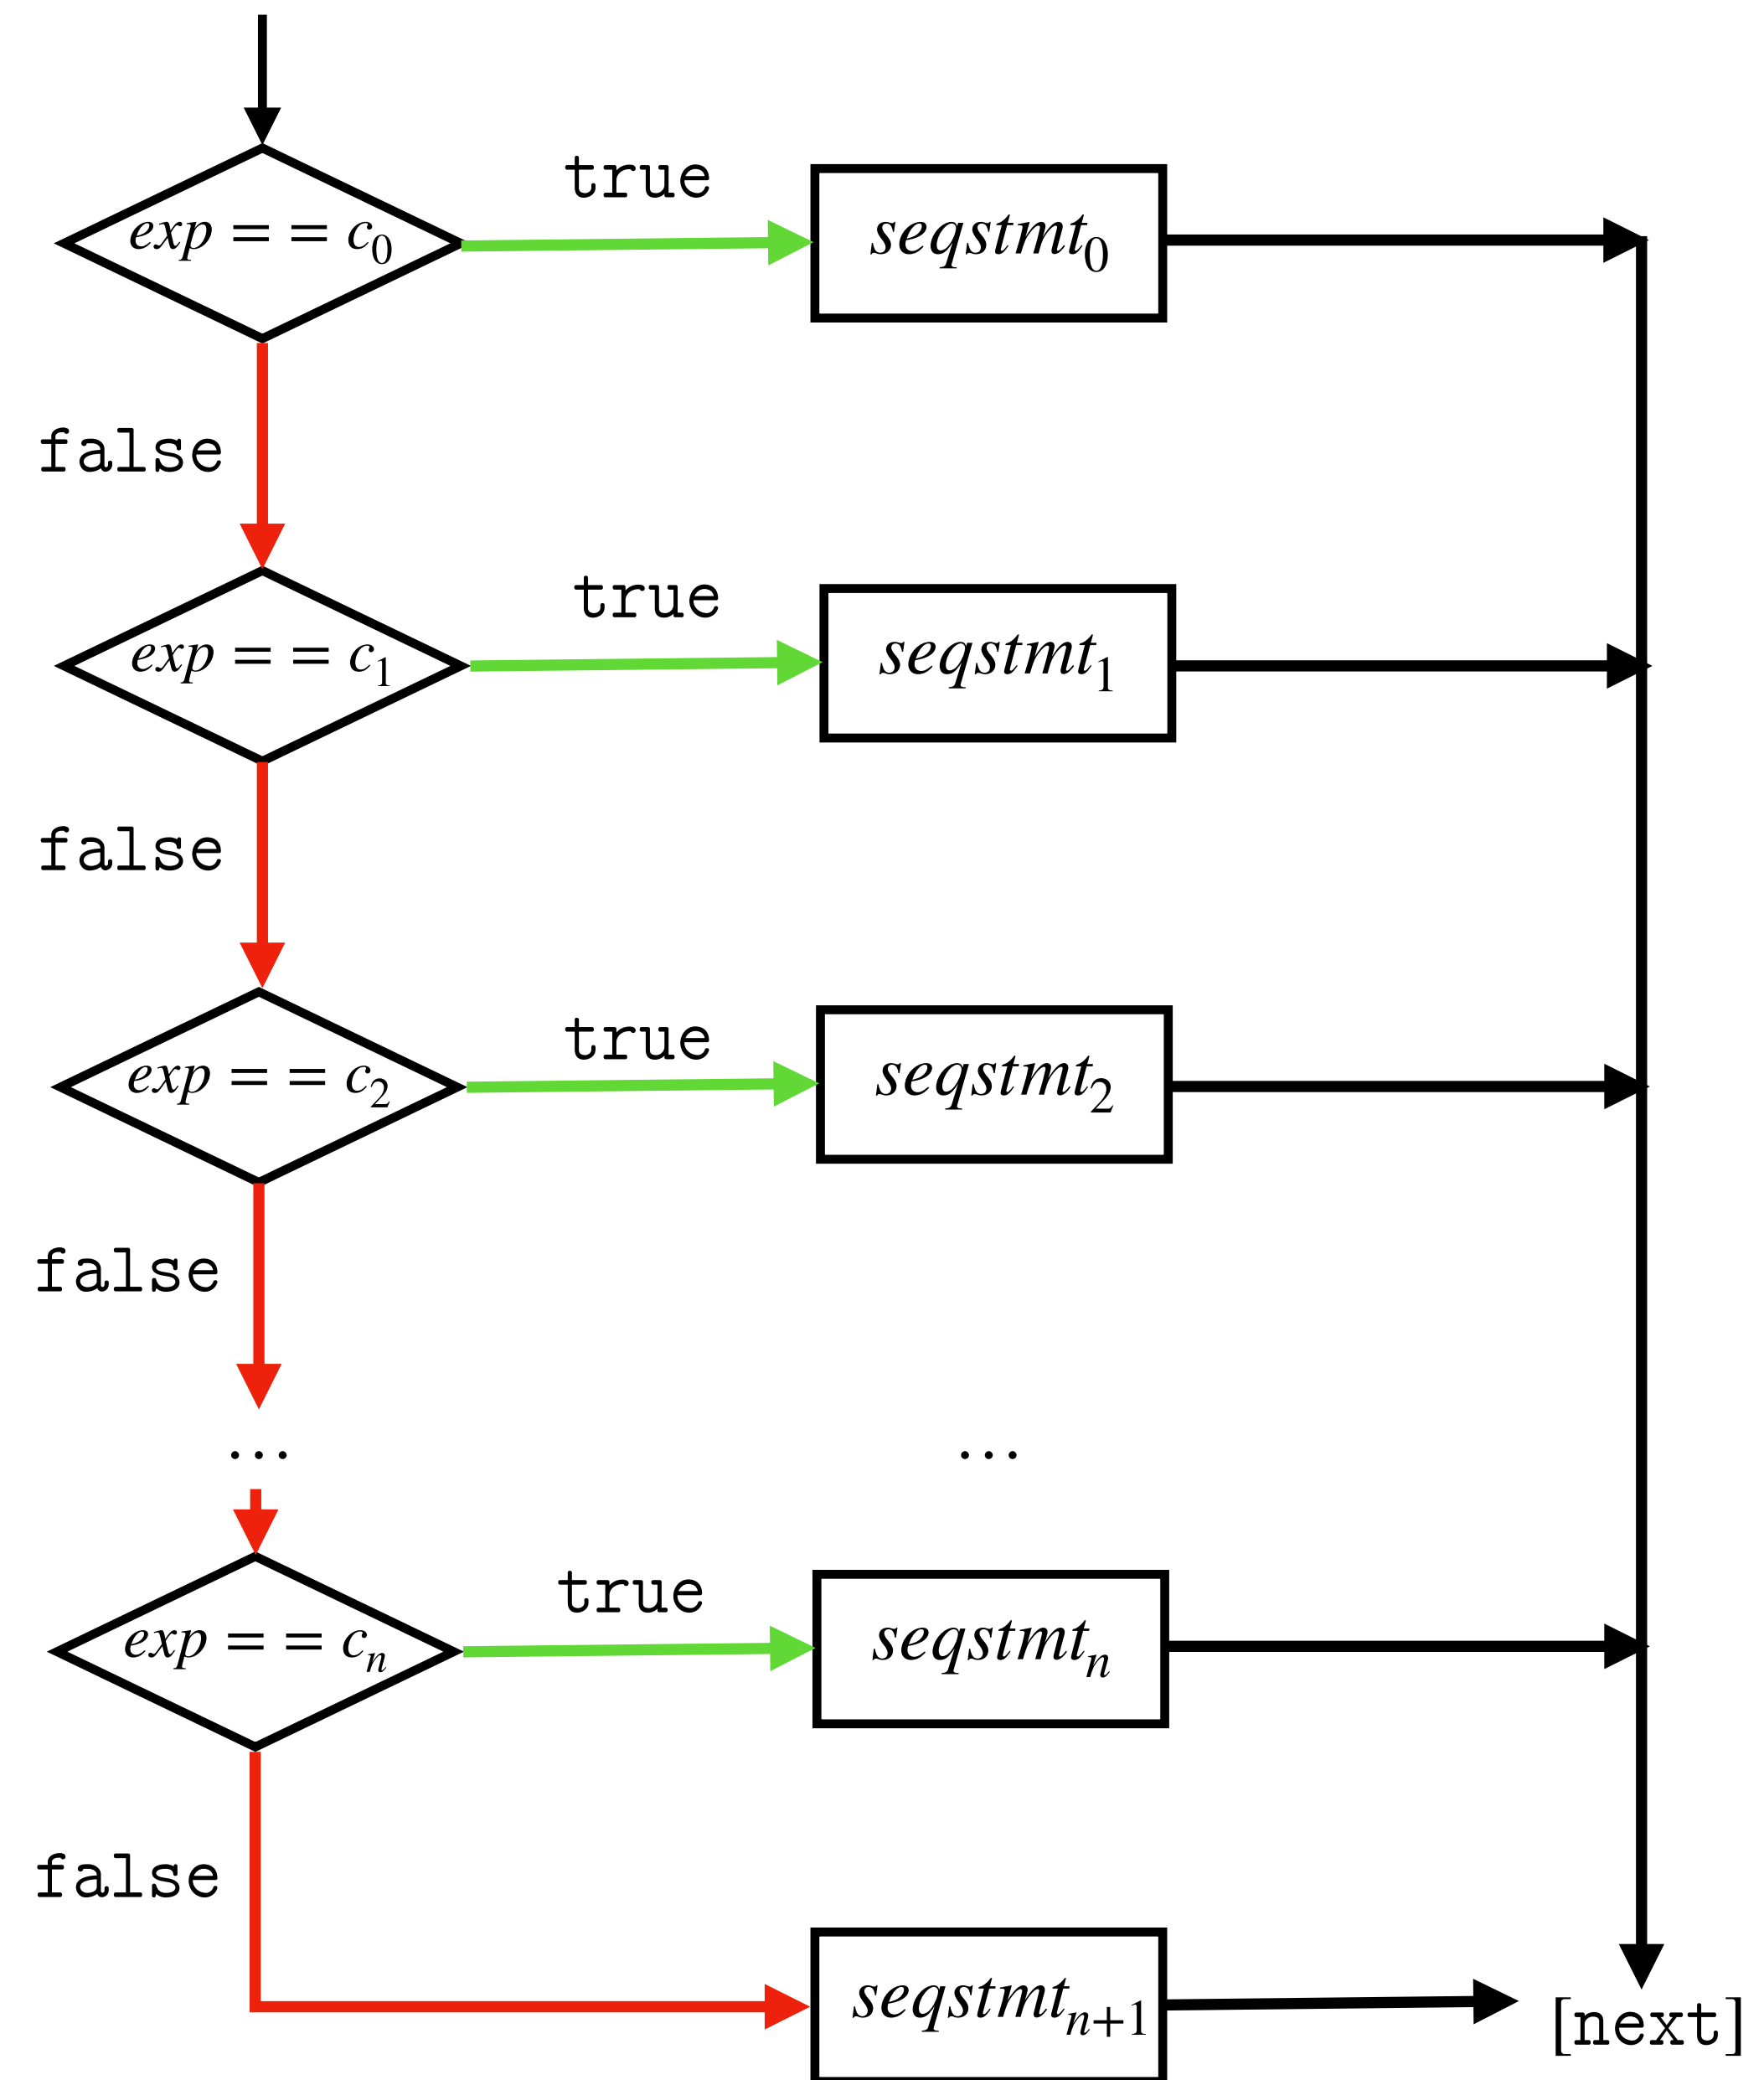 true
exp == c₀
seqstmt₀
false
true
exp == c₁
seqstmt₁
false
true
exp == c₂
seqstmt₂
false
... ...
true
exp == cₙ
seqstmtₙ
false
seqstmtₙ₊₁
[next]